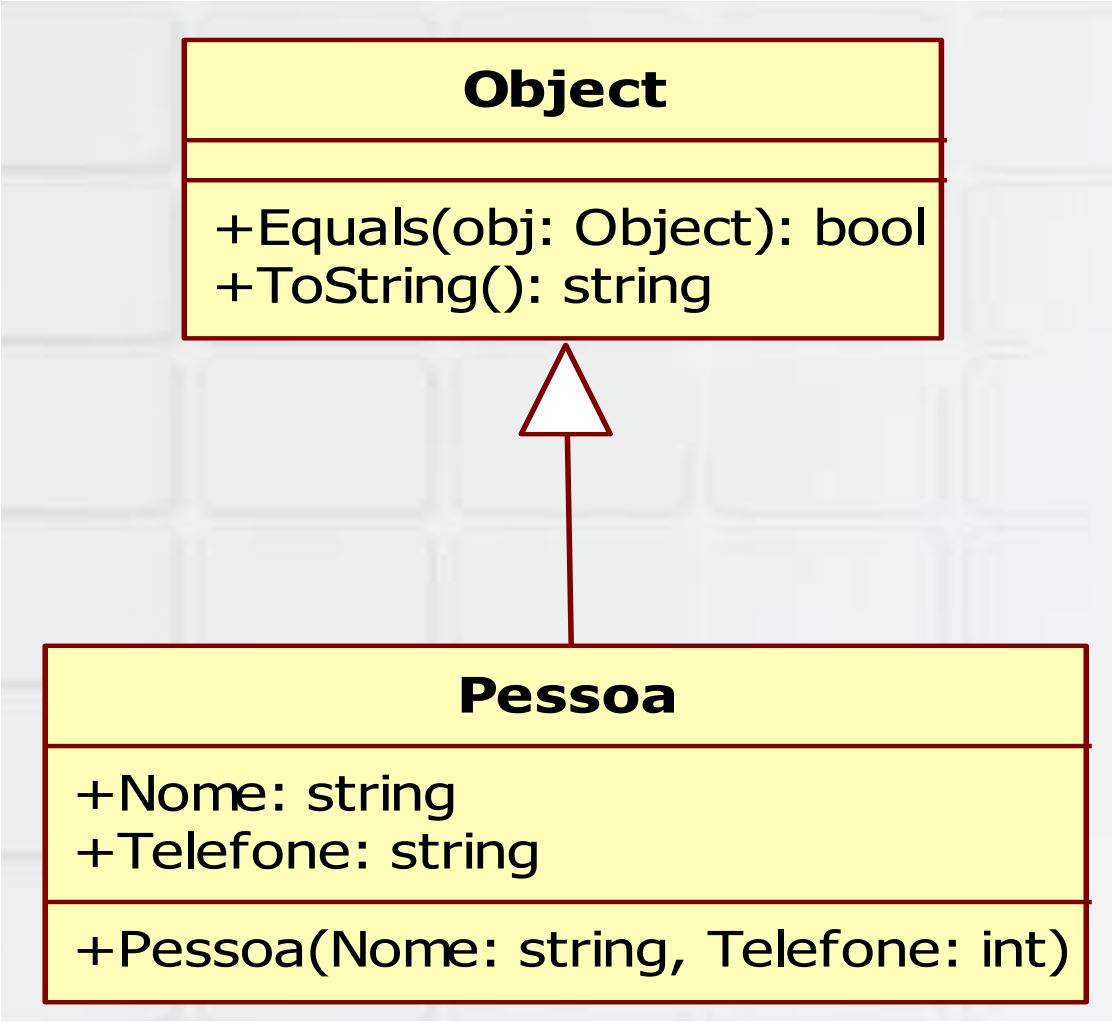 Object
+Equals(obj: Object): bool
+ToString(): string
Pessoa
+Nome: string
+Telefone: string
+Pessoa(Nome: string, Telefone: int)